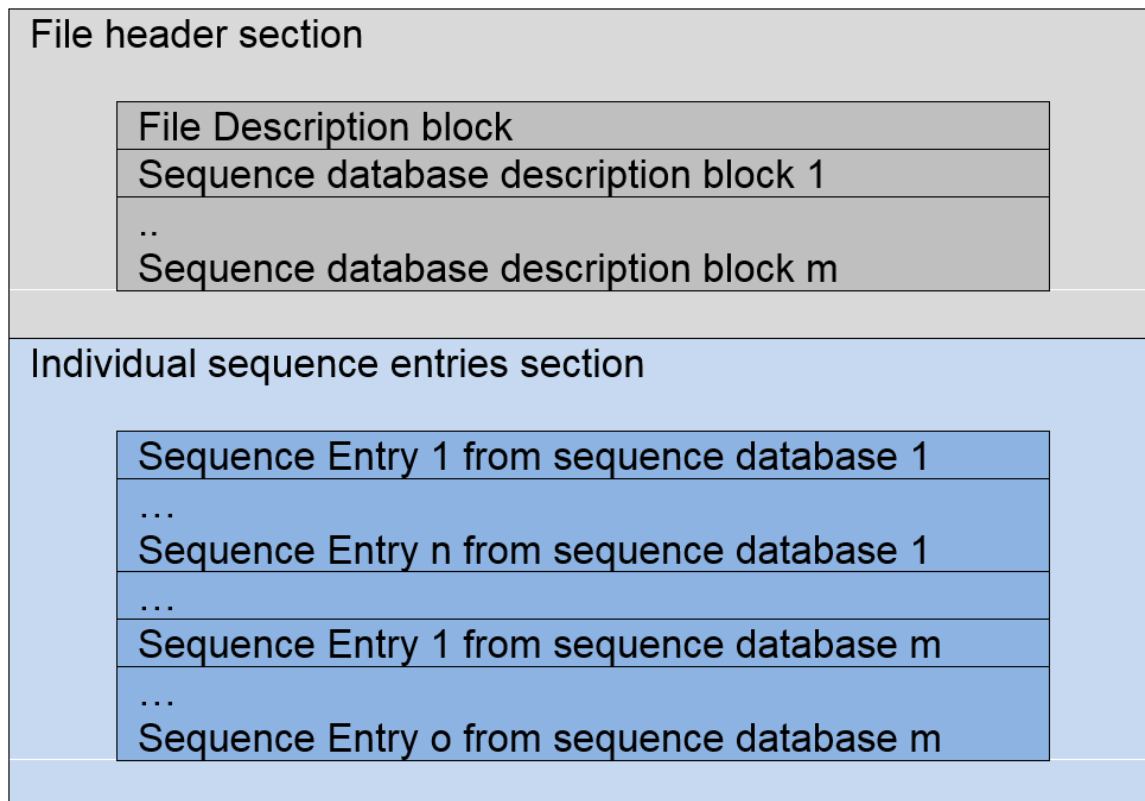 File header section
File Description block
Sequence database description block 1
..
Sequence database description block m
Individual sequence entries section
Sequence Entry 1 from sequence database 1
…
Sequence Entry n from sequence database 1
…
Sequence Entry 1 from sequence database m
…
Sequence Entry o from sequence database m